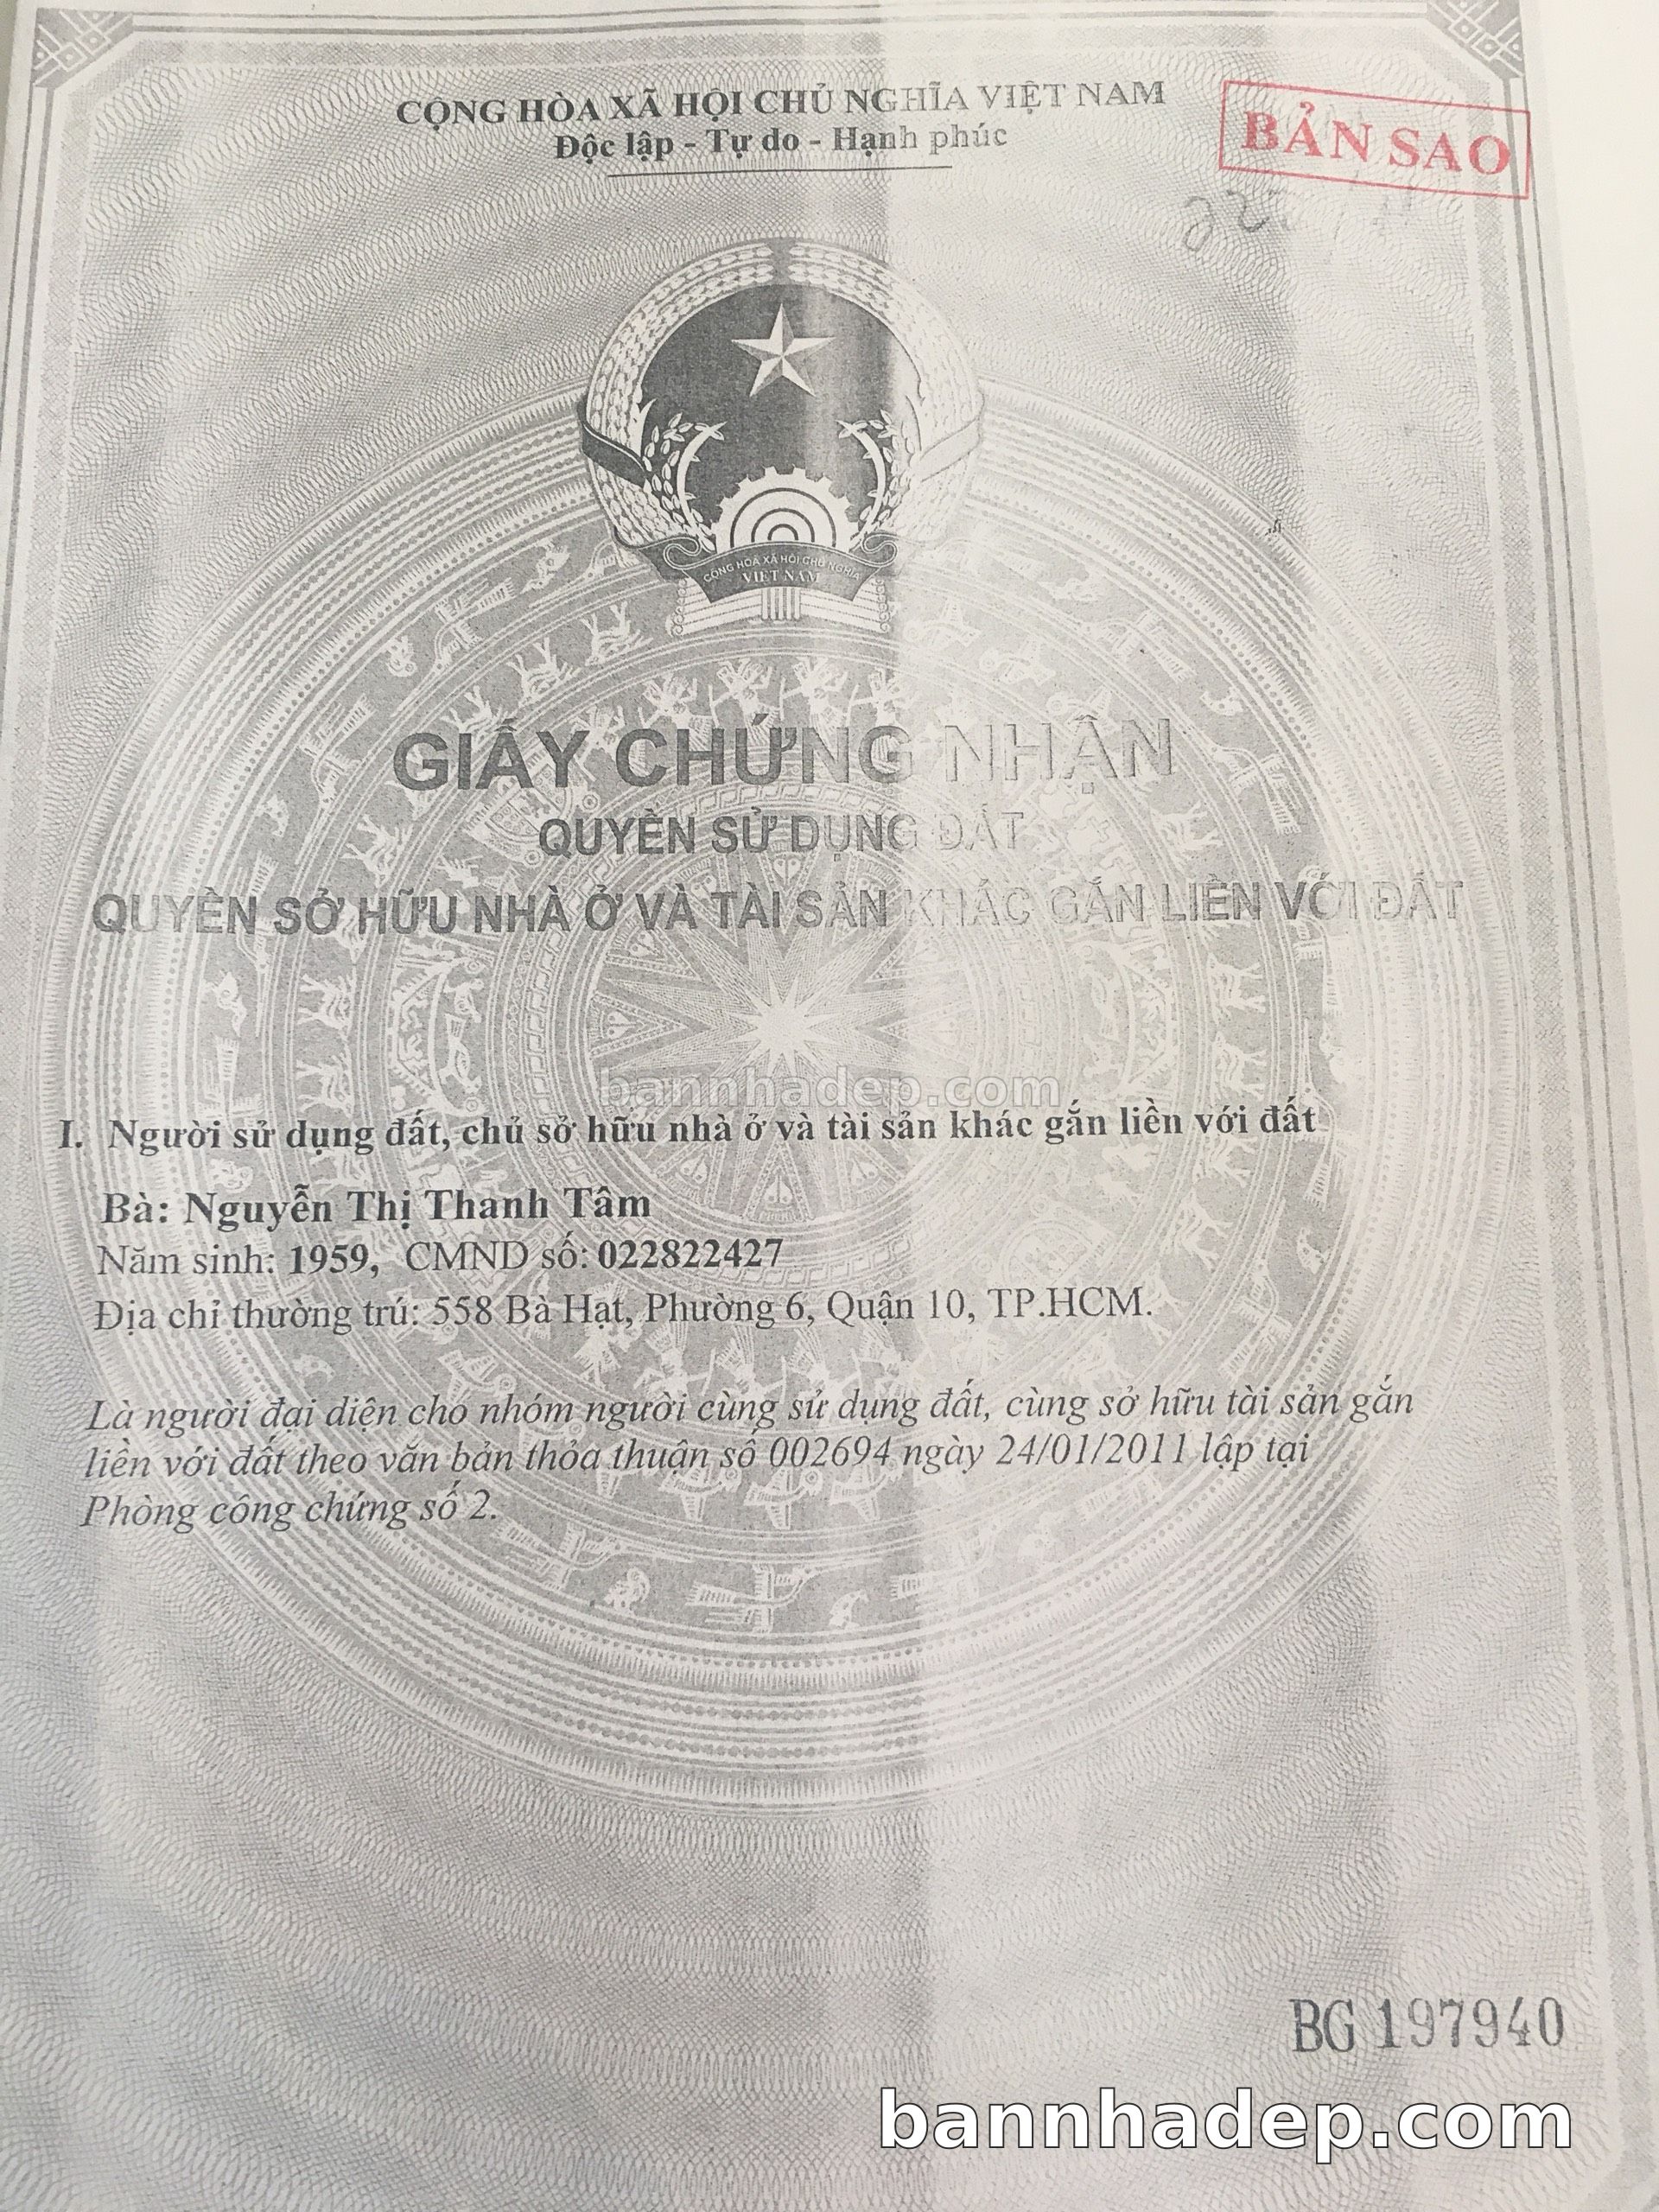 CỘNG HÒA XÃ HỘI CHỦ NGHĨA VIỆT NAM
Độc lập - Tự do - Hạnh phúc
BẢN SAO
CỘNG HÒA XÃ HỘI CHỦ NGHĨA
VIỆT NAM
GIẤY CHỨNG NHẬN
QUYỀN SỬ DỤNG ĐẤT
QUYỀN SỞ HỮU NHÀ Ở VÀ TÀI SẢN KHÁC GẮN LIỀN VỚI ĐẤT
bannhadep.com
I. Người sử dụng đất, chủ sở hữu nhà ở và tài sản khác gắn liền với đất
Bà: Nguyễn Thị Thanh Tâm
Năm sinh: 1959, CMND số: 022822427
Địa chỉ thường trú: 558 Bà Hạt, Phường 6, Quận 10, TP.HCM.
Là người đại diện cho nhóm người cùng sử dụng đất, cùng sở hữu tài sản gắn
liền với đất theo văn bản thỏa thuận số 002694 ngày 24/01/2011 lập tại
Phòng công chứng số 2.
BG 197940
bannhadep.com